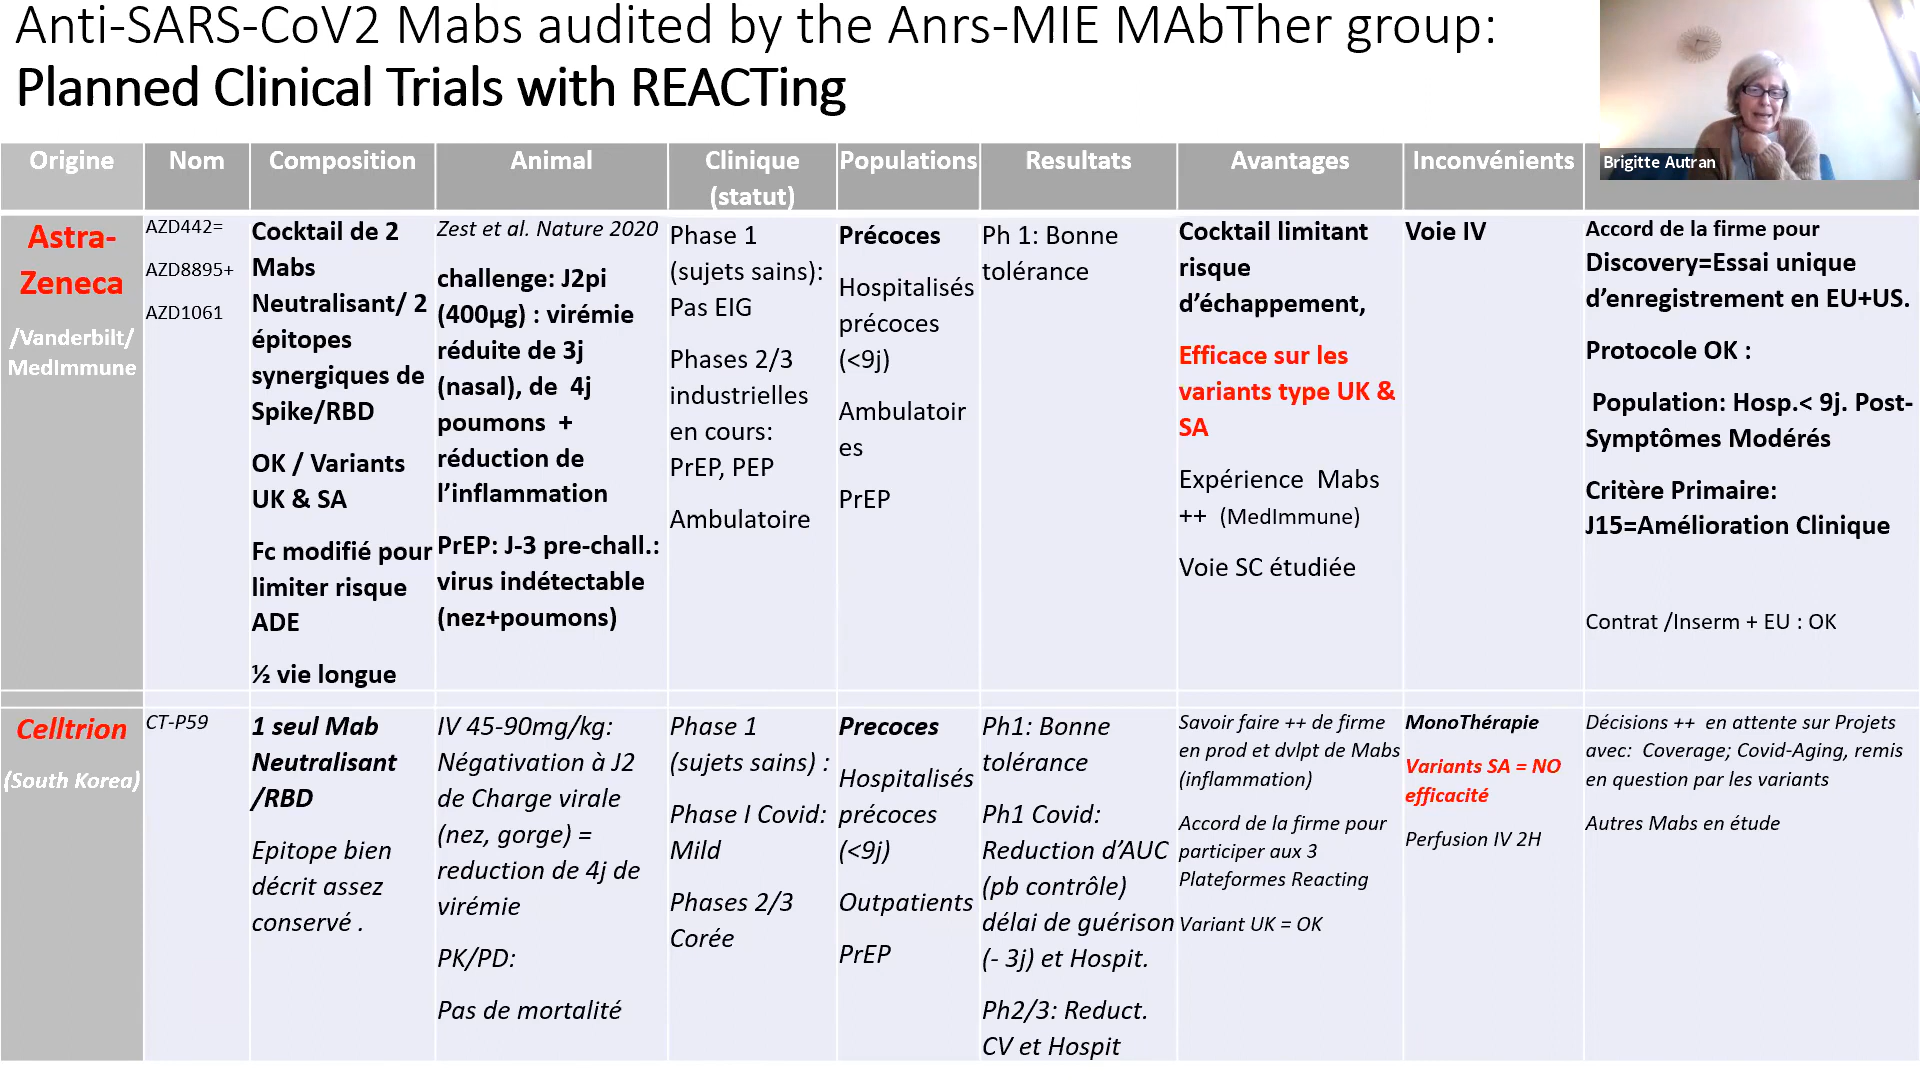 Anti-SARS-CoV2 Mabs audited by the Anrs-MIE MAbTher group:
Planned Clinical Trials with REACTing
Brigitte Autran
Origine
Nom
Composition
Animal
Clinique
(statut)
Populations
Resultats
Avantages
Inconvénients
Astra-
Zeneca
/Vanderbilt/
MedImmune
AZD442=
AZD8895+
AZD1061
Cocktail de 2
Mabs
Neutralisant/ 2
épitopes
synergiques de
Spike/RBD
OK / Variants
UK & SA
Fc modifié pour
limiter risque
ADE
½ vie longue
Zest et al. Nature 2020
challenge: J2pi
(400µg) : virémie
réduite de 3j
(nasal), de 4j
poumons +
réduction de
l’inflammation
PrEP: J-3 pre-chall.:
virus indétectable
(nez+poumons)
Phase 1
(sujets sains):
Pas EIG
Phases 2/3
industrielles
en cours:
PrEP, PEP
Ambulatoire
Précoces
Hospitalisés
précoces
(<9j)
Ambulatoir
es
PrEP
Ph 1: Bonne
tolérance
Cocktail limitant
risque
d’échappement,
Efficace sur les
variants type UK &
SA
Expérience Mabs
++ (MedImmune)
Voie SC étudiée
Voie IV
Accord de la firme pour
Discovery=Essai unique
d’enregistrement en EU+US.
Protocole OK :
Population: Hosp.< 9j. Post-
Symptômes Modérés
Critère Primaire:
J15=Amélioration Clinique
Contrat /Inserm + EU : OK
Celltrion
(South Korea)
CT-P59
1 seul Mab
Neutralisant
/RBD
Epitope bien
décrit assez
conservé .
IV 45-90mg/kg:
Négativation à J2
de Charge virale
(nez, gorge) =
reduction de 4j de
virémie
PK/PD:
Pas de mortalité
Phase 1
(sujets sains) :
Phase I Covid:
Mild
Phases 2/3
Corée
Precoces
Hospitalisés
précoces
(<9j)
Outpatients
PrEP
Ph1: Bonne
tolérance
Ph1 Covid:
Reduction d’AUC
(pb contrôle)
délai de guérison
(- 3j) et Hospit.
Ph2/3: Reduct.
CV et Hospit
Savoir faire ++ de firme
en prod et dvlpt de Mabs
(inflammation)
Accord de la firme pour
participer aux 3
Plateformes Reacting
Variant UK = OK
MonoThérapie
Variants SA = NO
efficacité
Perfusion IV 2H
Décisions ++ en attente sur Projets
avec: Coverage; Covid-Aging, remis
en question par les variants
Autres Mabs en étude